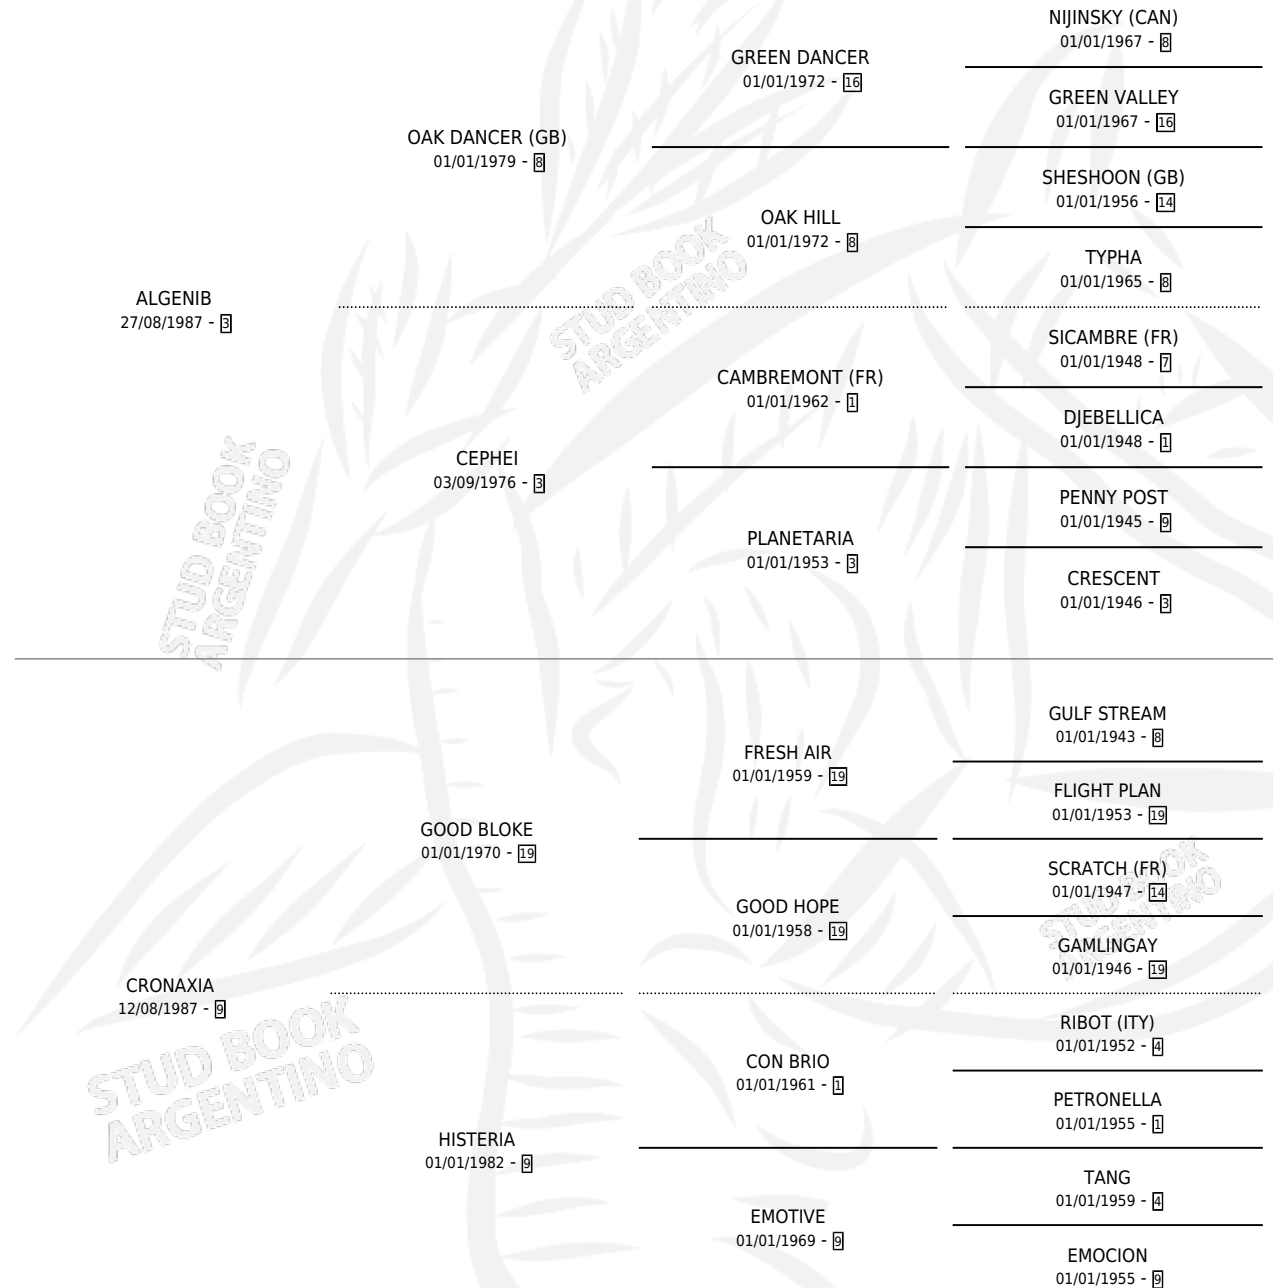 NIJINSKY (CAN)
01/01/1967 - 8
GREEN DANCER
01/01/1972 - 16
GREEN VALLEY
01/01/1967 - 16
OAK DANCER (GB)
01/01/1979 - 8
SHESHOON (GB)
01/01/1956 - 14
OAK HILL
01/01/1972 - 8
TYPHA
01/01/1965 - 8
ALGENIB
27/08/1987 - 3
SICAMBRE (FR)
01/01/1948 - 7
CAMBREMONT (FR)
01/01/1962 - 1
DJEBELLICA
01/01/1948 - 1
CEPHEI
03/09/1976 - 3
PENNY POST
01/01/1945 - 9
PLANETARIA
01/01/1953 - 3
CRESCENT
01/01/1946 - 3
GULF STREAM
01/01/1943 - 8
FRESH AIR
01/01/1959 - 19
FLIGHT PLAN
01/01/1953 - 19
GOOD BLOKE
01/01/1970 - 19
SCRATCH (FR)
01/01/1947 - 14
GOOD HOPE
01/01/1958 - 19
GAMLINGAY
01/01/1946 - 19
CRONAXIA
12/08/1987 - 9
RIBOT (ITY)
01/01/1952 - 4
CON BRIO
01/01/1961 - 1
PETRONELLA
01/01/1955 - 1
HISTERIA
01/01/1982 - 9
TANG
01/01/1959 - 4
EMOTIVE
01/01/1969 - 9
EMOCION
01/01/1955 - 9
STUD BOOK
ARGENTINO
STUD BOOK
ARGENTINO
STUD BOOK
ARGENTINO
STUD BOOK
ARGENTINO